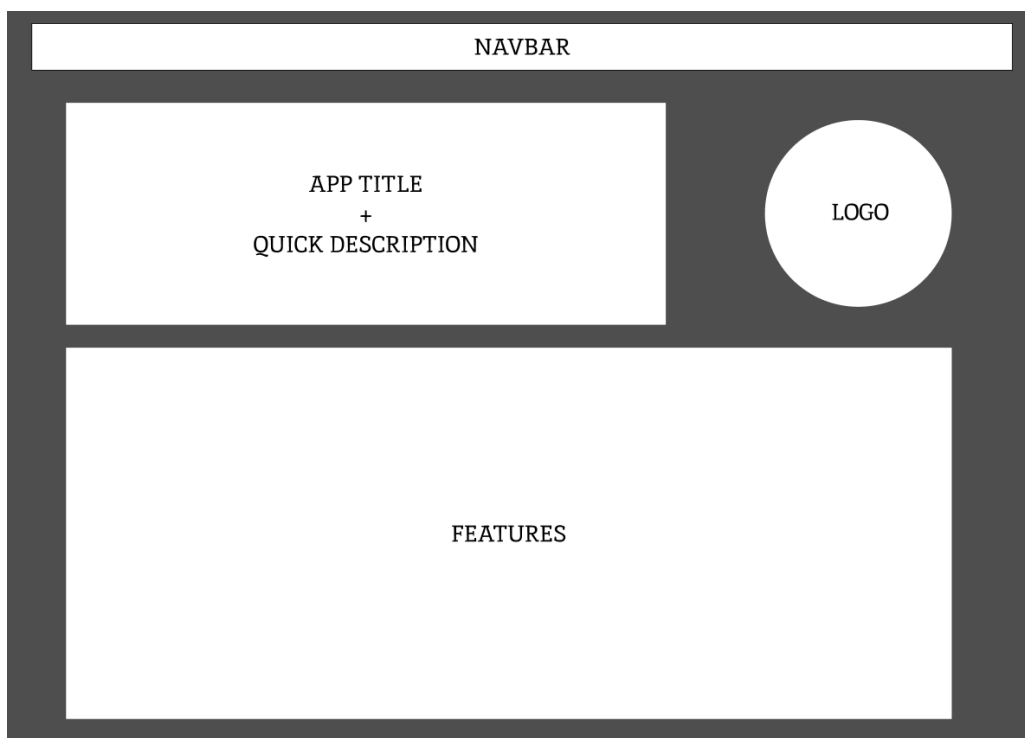 NAVBAR
APP TITLE
+
QUICK DESCRIPTION
LOGO
FEATURES